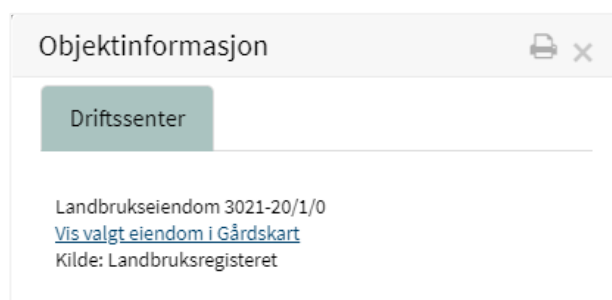 Objektinformasjon
Driftssenter
Landbrukseiendom 3021-20/1/0
Vis valgt eiendom i Gårdskart
Kilde: Landbruksregisteret